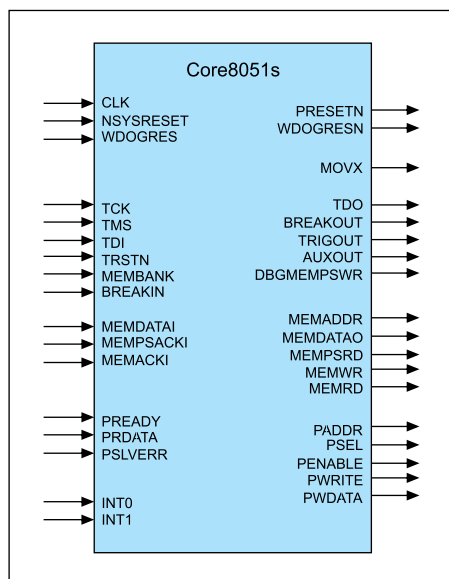 Core8051s
CLK
NSYSRESET
WDOGRES
TCK
TMS
TDI
TRSTN
MEMBANK
BREAKIN
MEMDATAI
MEMPSACKI
MEMACKI
PREADY
PRDATA
PSLVERR
INT0
INT1
PRESETN
WDOGRESN
MOVX
TDO
BREAKOUT
TRIGOUT
AUXOUT
DBGMEMPSWR
MEMADDR
MEMDATAO
MEMPSRD
MEMWR
MEMRD
PADDR
PSEL
PENABLE
PWRITE
PWDATA